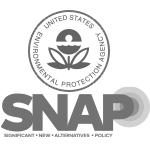 UNITED STATES
ENVIRONMENTAL PROTECTION AGENCY
SNAP
SIGNIFICANT • NEW • ALTERNATIVES • POLICY